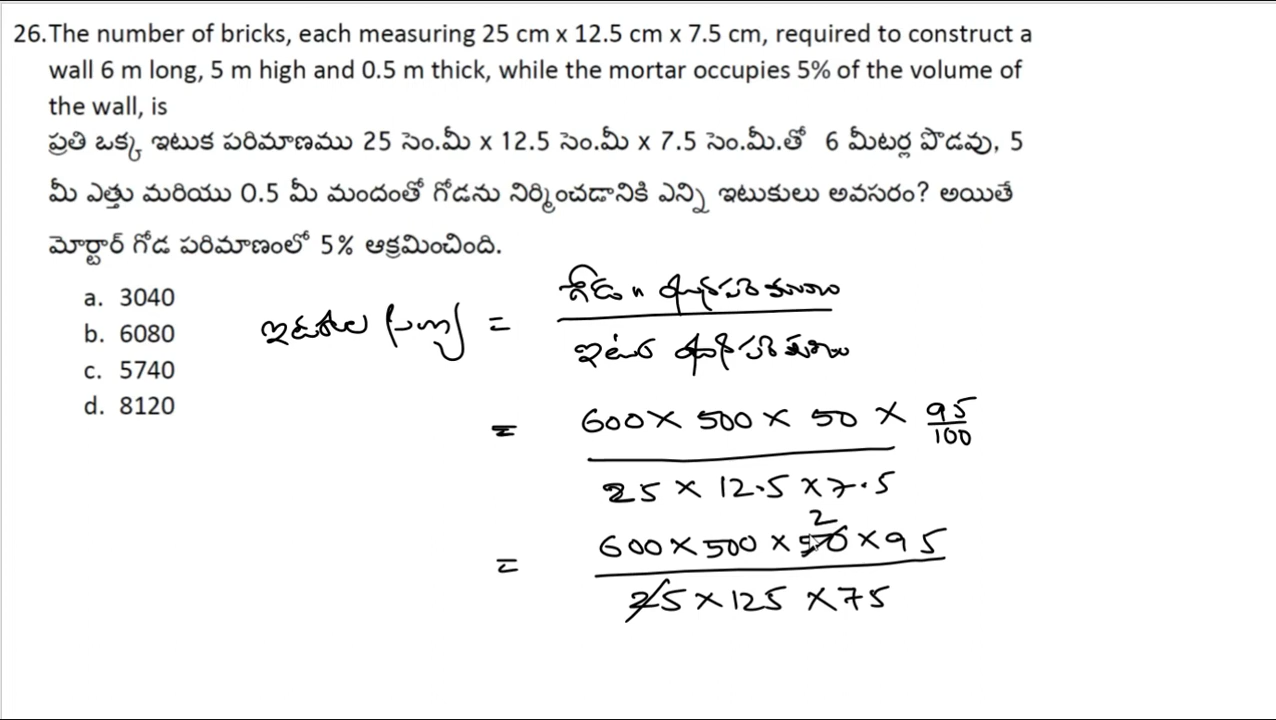 26.The number of bricks, each measuring 25 cm x 12.5 cm x 7.5 cm, required to construct a
wall 6 m long, 5 m high and 0.5 m thick, while the mortar occupies 5% of the volume of
the wall, is
ప్రతి ఒక్క ఇటుక పరిమాణము 25 సెం.మీ x 12.5 సెం.మీ x 7.5 సెం.మీ.తో 6 మీటర్ల పొడవు, 5
మీ ఎత్తు మరియు 0.5 మీ మందంతో గోడను నిర్మించడానికి ఎన్ని ఇటుకులు అవసరం? అయితే
మోర్టార్ గోడ పరిమాణంలో 5% ఆక్రమించింది.
a. 3040
b. 6080
c. 5740
d. 8120
=
= 600 x 500 x 50 x 95
100
25 x 12.5 x 7.5
2
= 600 x 500 x 50 x 95
25 x 125 x 75